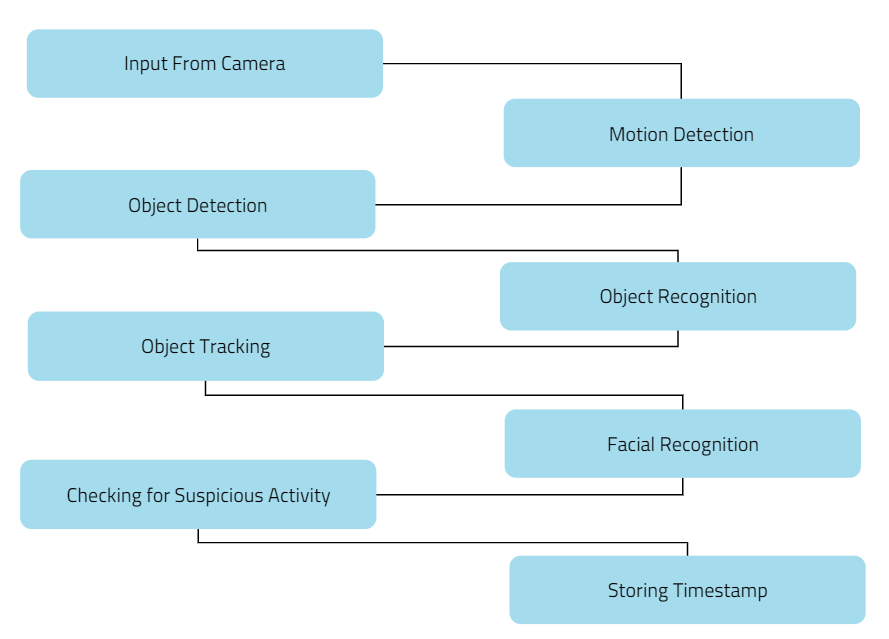 Input From Camera
Motion Detection
Object Detection
Object Recognition
Object Tracking
Facial Recognition
Checking for Suspicious Activity
Storing Timestamp